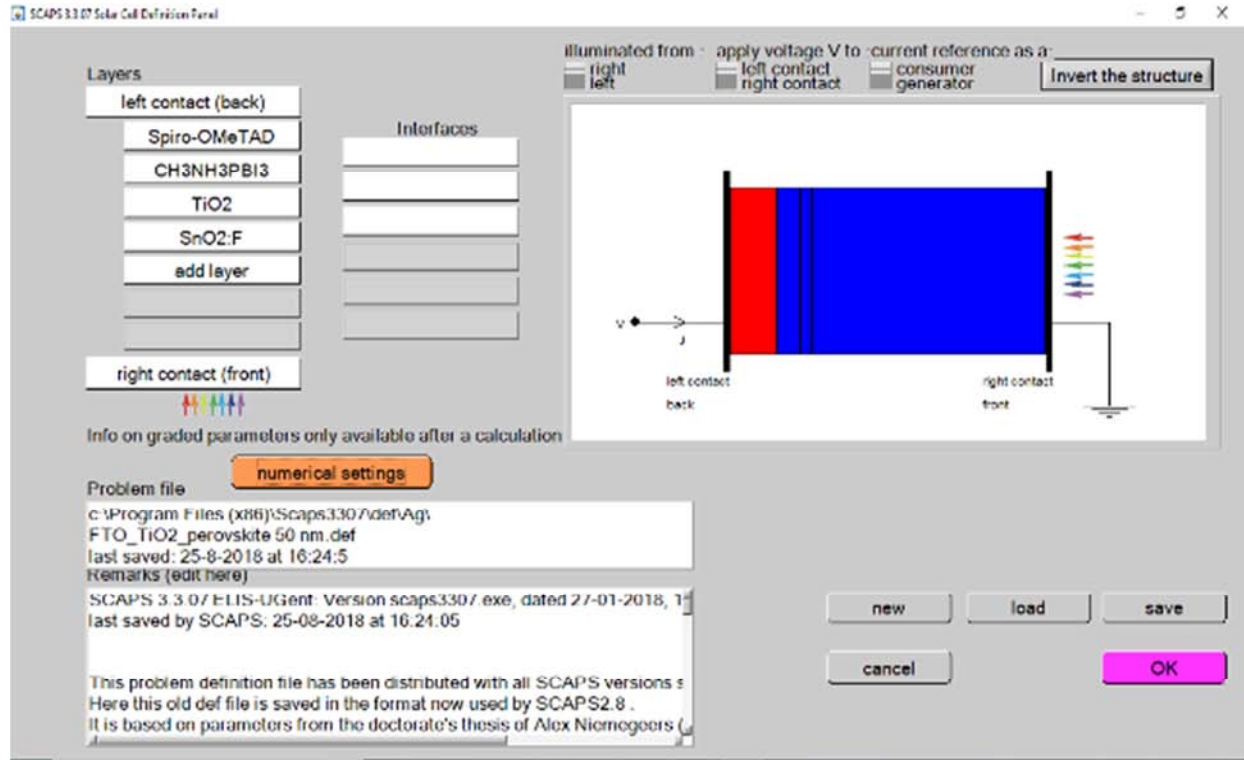 SCAPS 3.3.07 Solar Cell Definition Panel
illuminated from : apply voltage V to : current reference as a:
right left contact consumer
left right contact generator
Invert the structure
Layers
left contact (back)
Interfaces
Spiro-OMeTAD
CH3NH3PBI3
TiO2
SnO2:F
add layer
right contact (front)
V
J
left contact
back
right contact
front
Info on graded parameters only available after a calculation
numerical settings
Problem file
c:\Program Files (x86)\Scaps3307\def\Ag\
FTO_TiO2_perovskite 50 nm.def
last saved: 25-8-2018 at 16:24:5
Remarks (edit here)
SCAPS 3.3.07 ELIS-UGent: Version scaps3307.exe, dated 27-01-2018, 1
last saved by SCAPS: 25-08-2018 at 16:24:05
This problem definition file has been distributed with all SCAPS versions s
Here this old def file is saved in the format now used by SCAPS2.8 .
It is based on parameters from the doctorate's thesis of Alex Niemegeers (
new load save
cancel OK